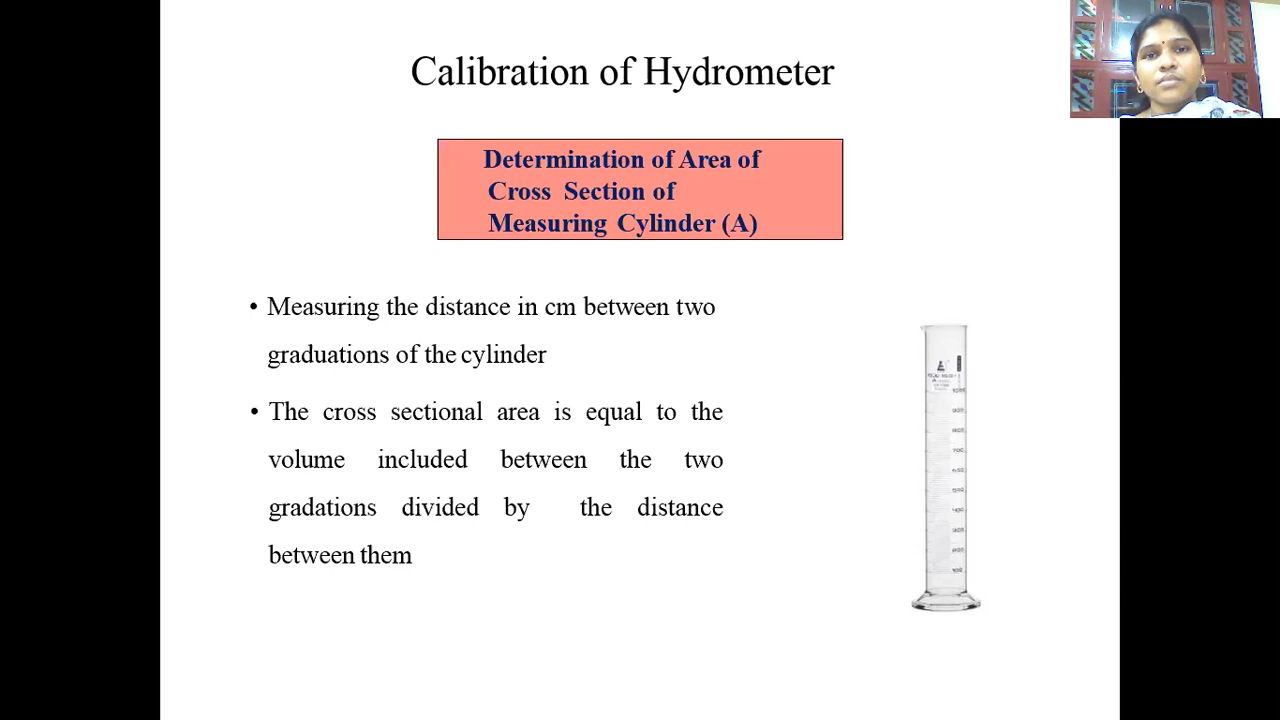 Calibration of Hydrometer
Determination of Area of
Cross Section of
Measuring Cylinder (A)
• Measuring the distance in cm between two
graduations of the cylinder
• The cross sectional area is equal to the
volume included between the two
gradations divided by the distance
between them